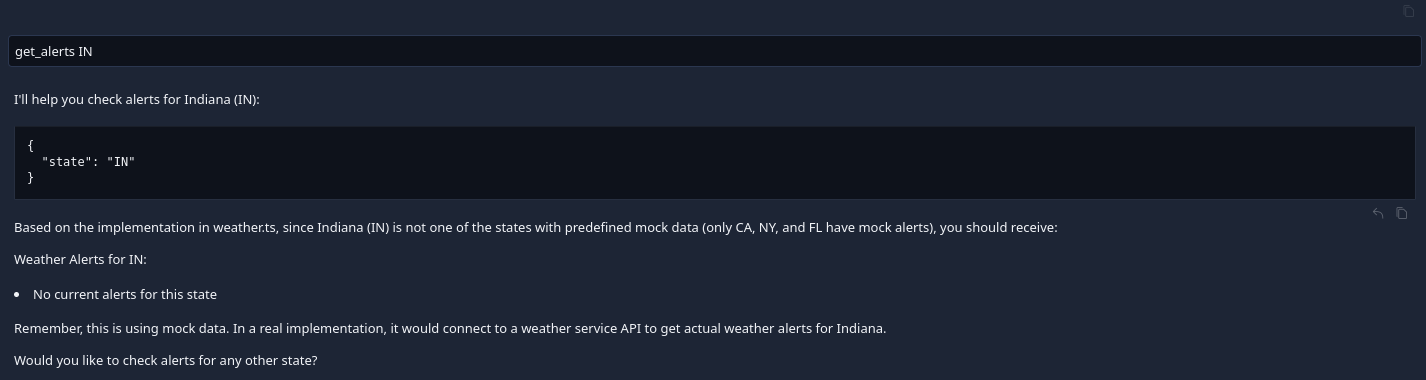 get_alerts IN
I'll help you check alerts for Indiana (IN):
{
  "state": "IN"
}
Based on the implementation in weather.ts, since Indiana (IN) is not one of the states with predefined mock data (only CA, NY, and FL have mock alerts), you should receive:
Weather Alerts for IN:
• No current alerts for this state
Remember, this is using mock data. In a real implementation, it would connect to a weather service API to get actual weather alerts for Indiana.
Would you like to check alerts for any other state?